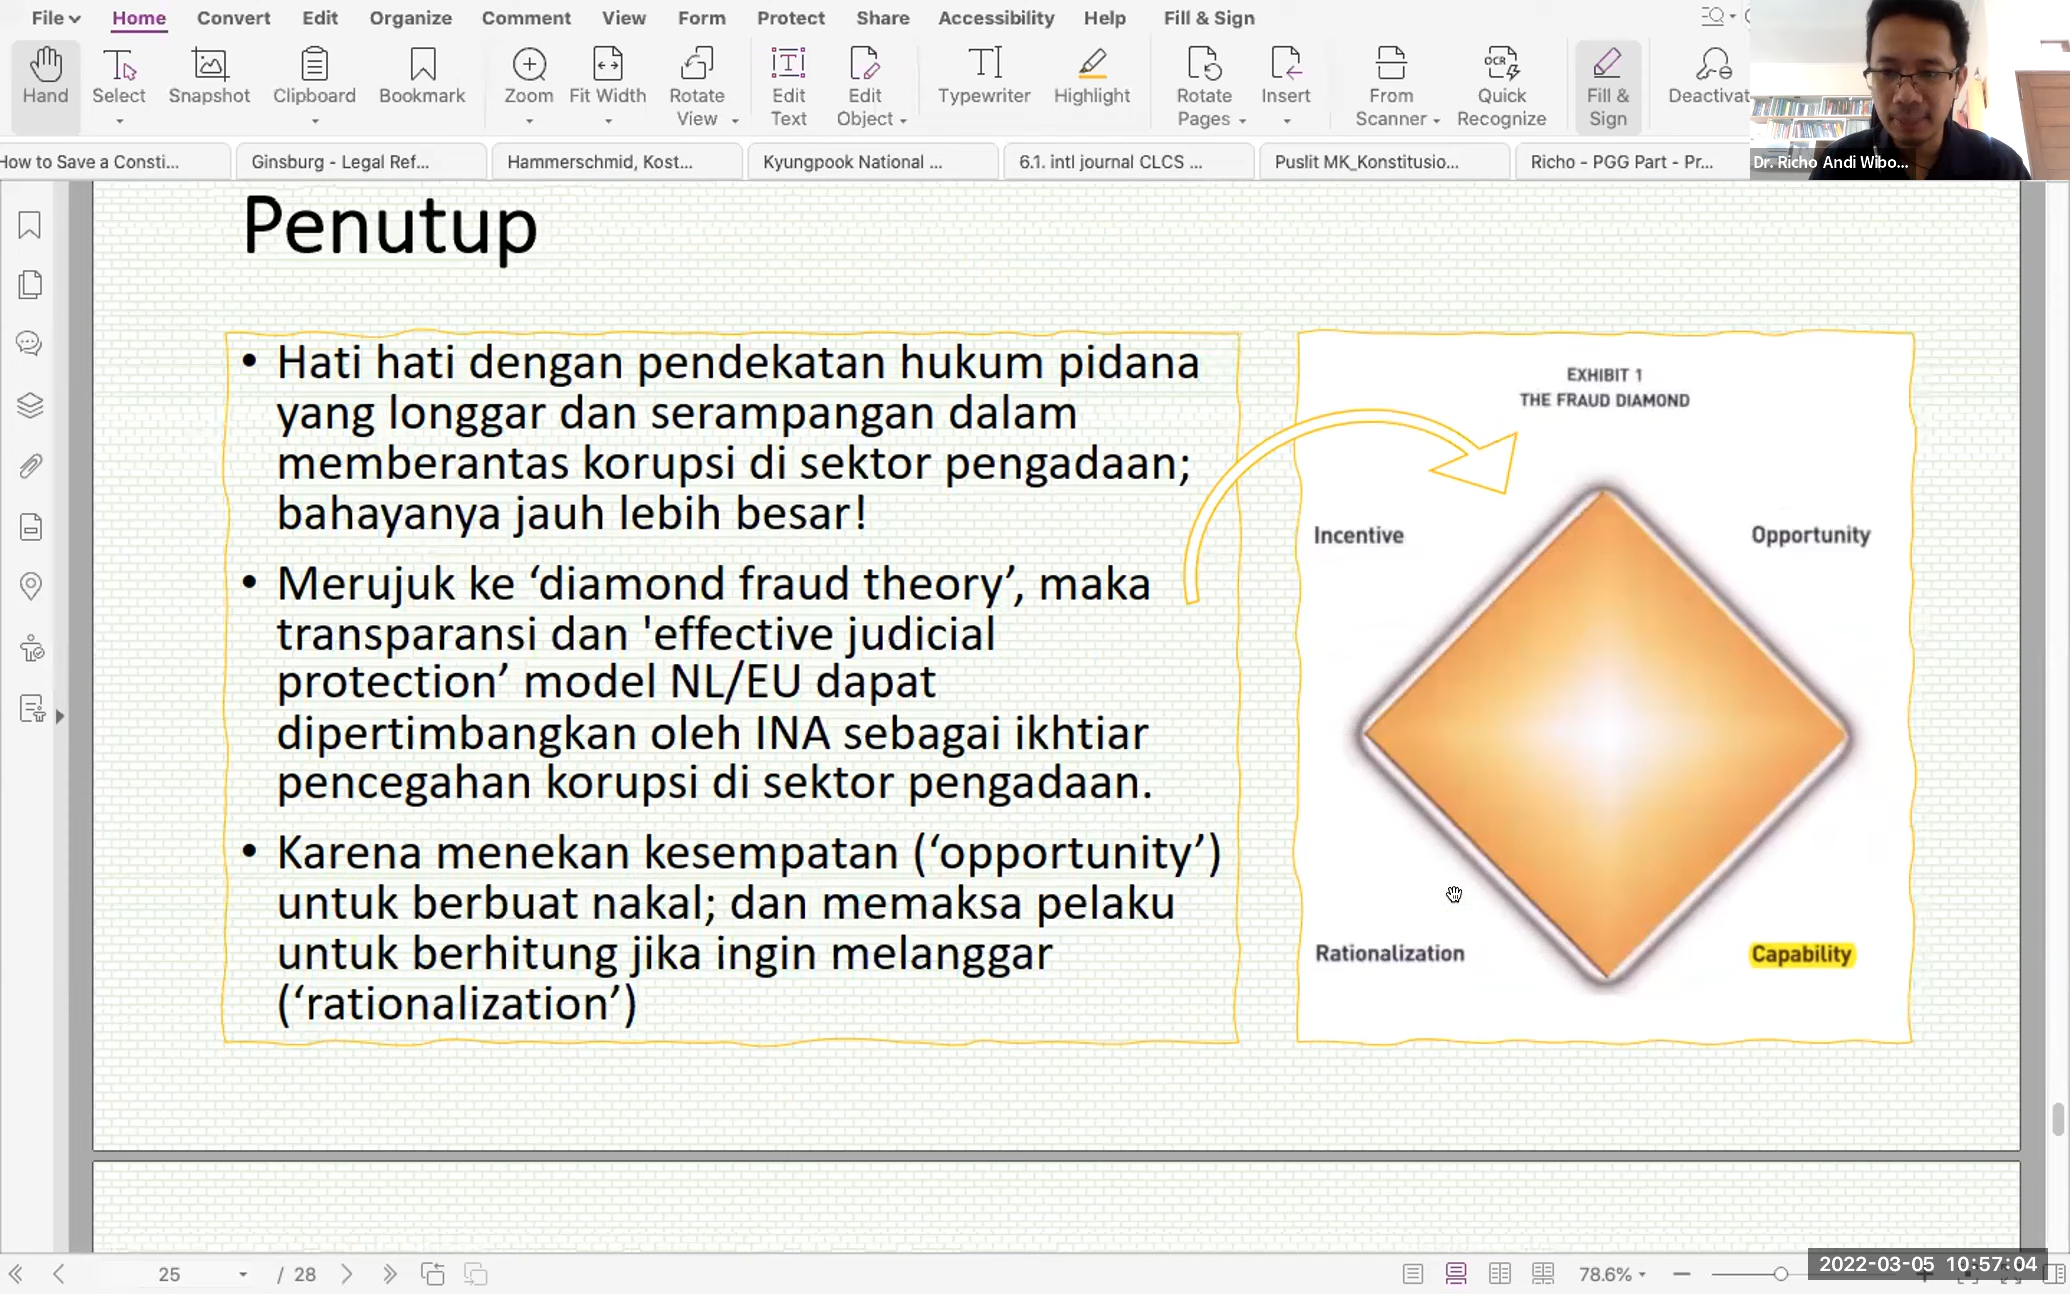 File Home Convert Edit Organize Comment View Form Protect Share Accessibility Help Fill & Sign
Hand Select Snapshot Clipboard Bookmark Zoom Fit Width Rotate View Edit Text Edit Object Typewriter Highlight Rotate Pages Insert From Scanner Quick Recognize Fill & Sign Deactivat
How to Save a Consti... Ginsburg - Legal Ref... Hammerschmid, Kost... Kyungpook National ... 6.1. intl journal CLCS ... Puslit MK_Konstitusio... Richo - PGG Part - Pr...
Dr. Richo Andi Wibo...
Penutup
• Hati hati dengan pendekatan hukum pidana
yang longgar dan serampangan dalam
memberantas korupsi di sektor pengadaan;
bahayanya jauh lebih besar!
• Merujuk ke ‘diamond fraud theory’, maka
transparansi dan 'effective judicial
protection’ model NL/EU dapat
dipertimbangkan oleh INA sebagai ikhtiar
pencegahan korupsi di sektor pengadaan.
• Karena menekan kesempatan (‘opportunity’)
untuk berbuat nakal; dan memaksa pelaku
untuk berhitung jika ingin melanggar
(‘rationalization’)
EXHIBIT 1
THE FRAUD DIAMOND
Incentive Opportunity
Rationalization Capability
25 / 28 78.6%
2022-03-05 10:57:04